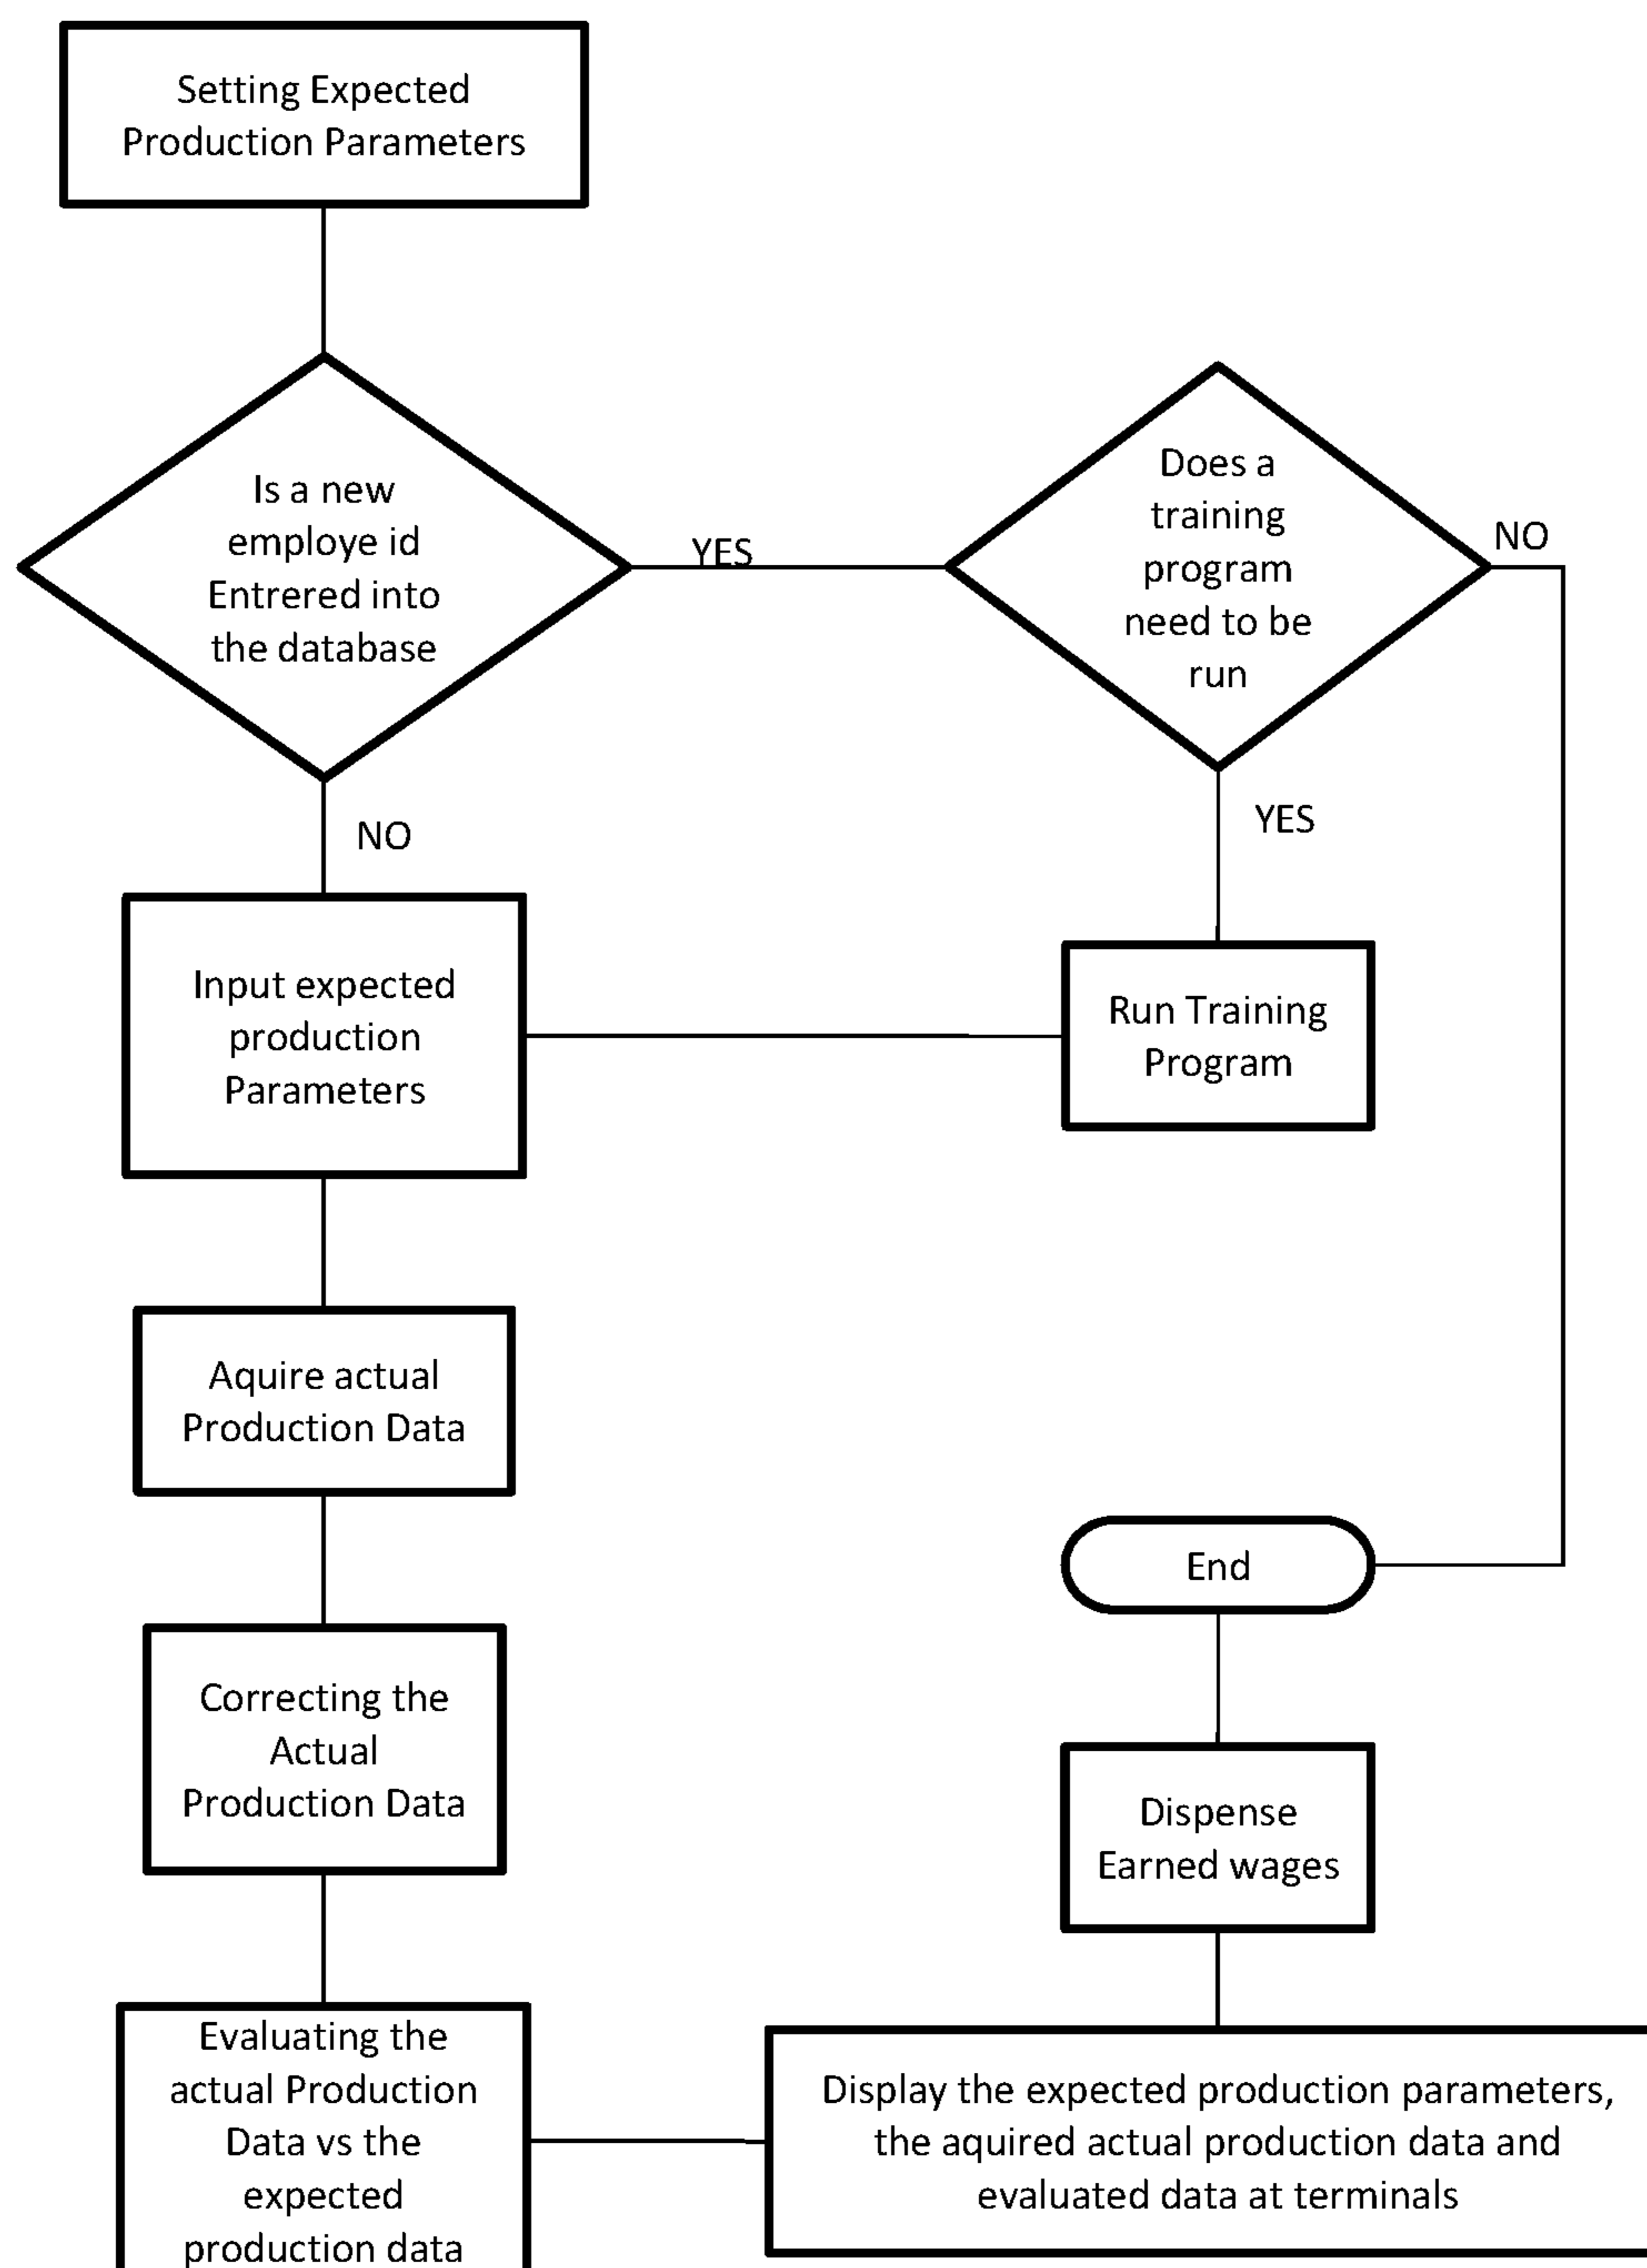 Setting Expected
Production Parameters
Is a new
employe id
Entrered into
the database
YES
Does a
training
program
need to be
run
NO
NO
YES
Input expected
production
Parameters
Run Training
Program
Aquire actual
Production Data
End
Correcting the
Actual
Production Data
Dispense
Earned wages
Evaluating the
actual Production
Data vs the
expected
production data
Display the expected production parameters,
the aquired actual production data and
evaluated data at terminals